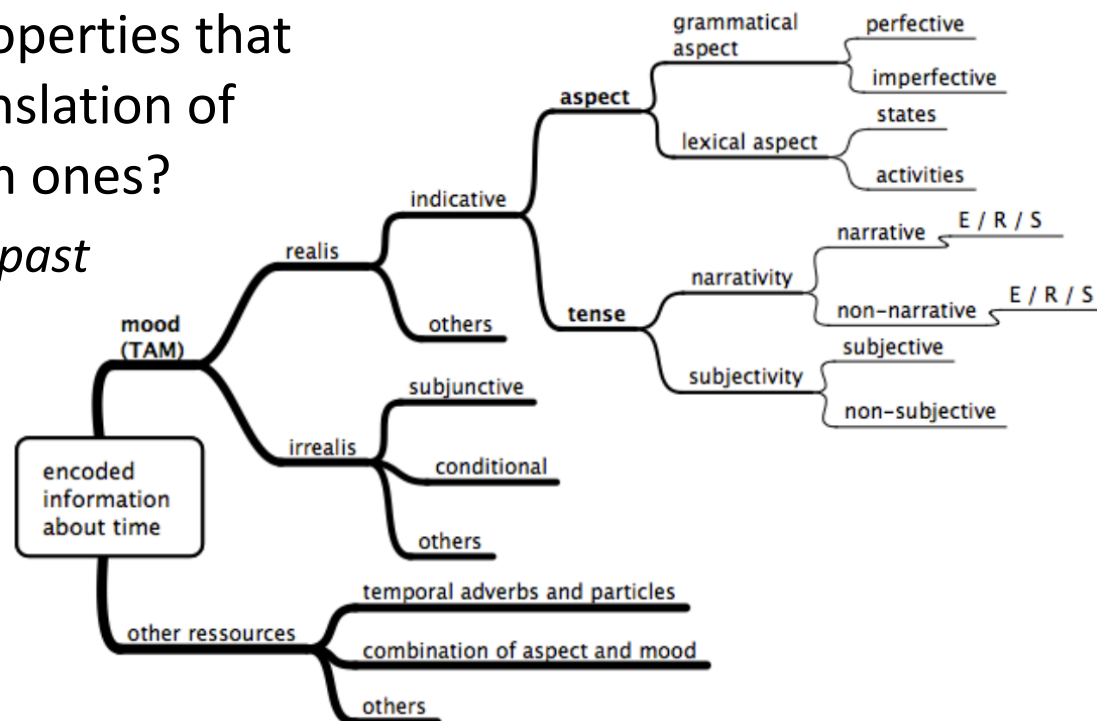 operties that
nslation of
n ones?
past
grammatical
aspect
perfective
imperfective
aspect
lexical aspect
states
activities
indicative
realis
others
narrativity
narrative
E / R / S
non-narrative
E / R / S
tense
subjectivity
subjective
non-subjective
mood
(TAM)
subjunctive
irrealis
conditional
others
encoded
information
about time
temporal adverbs and particles
other ressources
combination of aspect and mood
others